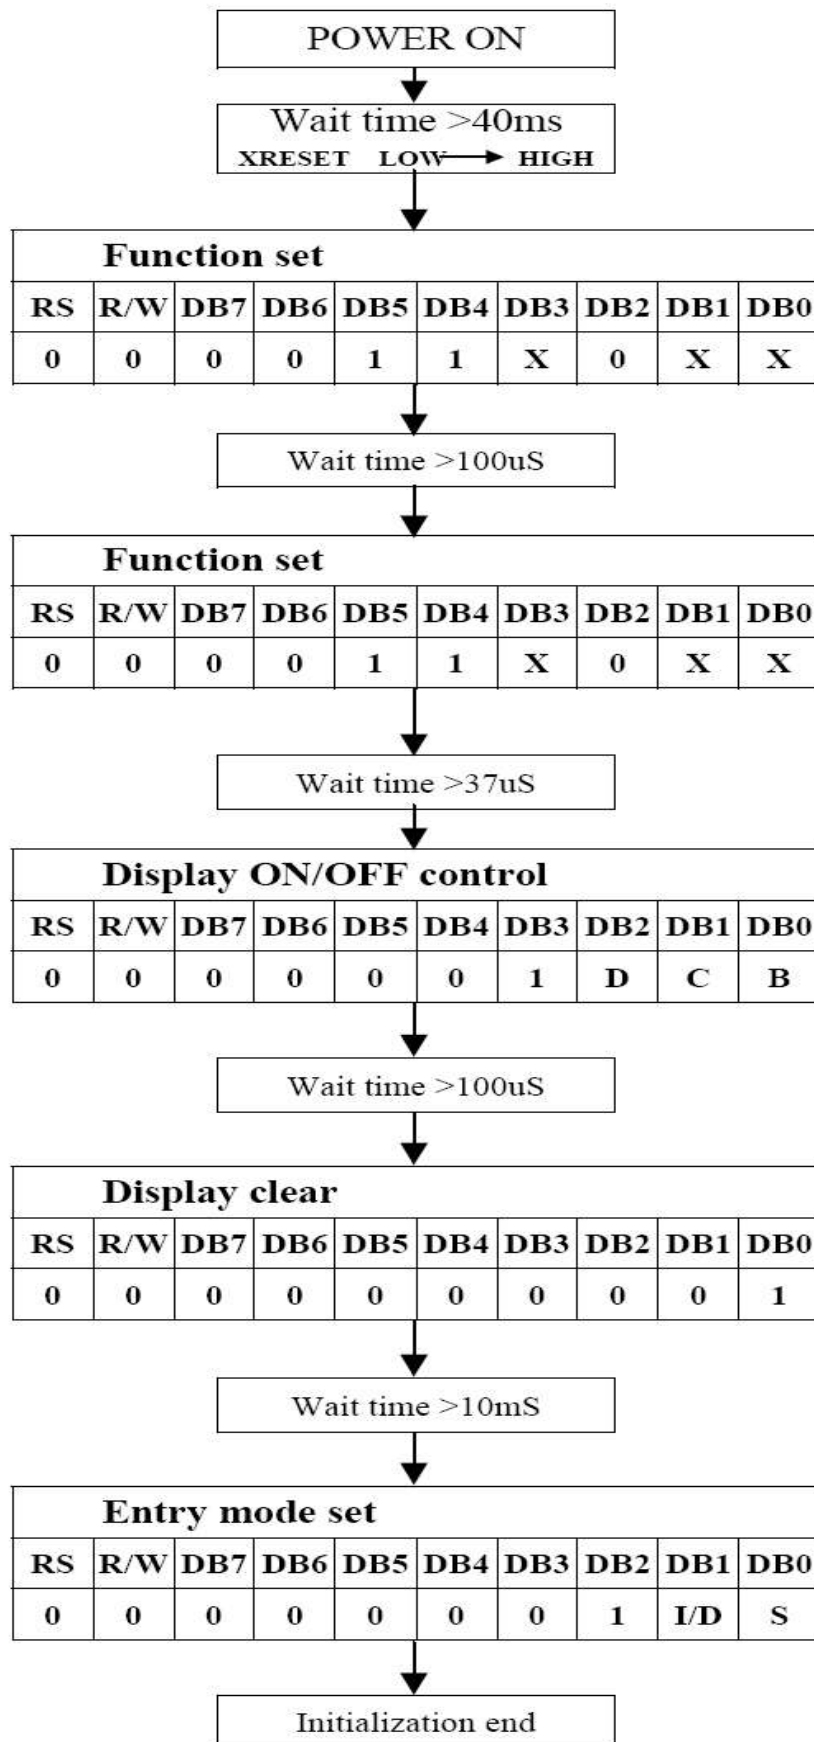 POWER ON
Wait time >40ms
XRESET LOW HIGH
Function set
RS R/W DB7 DB6 DB5 DB4 DB3 DB2 DB1 DB0
0 0 0 0 1 1 X 0 X X
Wait time >100uS
Function set
RS R/W DB7 DB6 DB5 DB4 DB3 DB2 DB1 DB0
0 0 0 0 1 1 X 0 X X
Wait time >37uS
Display ON/OFF control
RS R/W DB7 DB6 DB5 DB4 DB3 DB2 DB1 DB0
0 0 0 0 0 0 1 D C B
Wait time >100uS
Display clear
RS R/W DB7 DB6 DB5 DB4 DB3 DB2 DB1 DB0
0 0 0 0 0 0 0 0 0 1
Wait time >10mS
Entry mode set
RS R/W DB7 DB6 DB5 DB4 DB3 DB2 DB1 DB0
0 0 0 0 0 0 0 1 I/D S
Initialization end